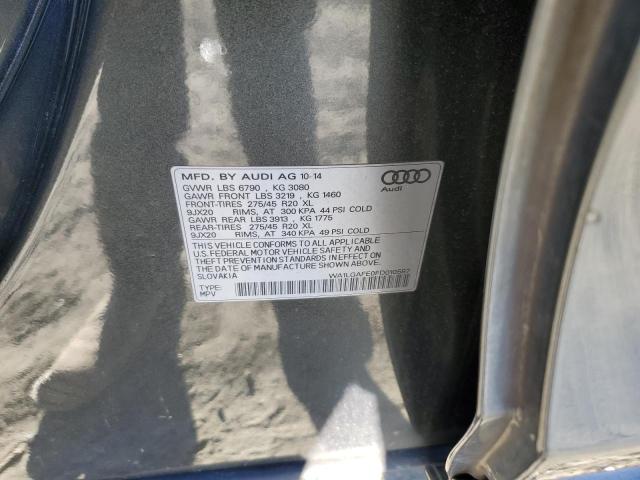 MFD. BY AUDI AG 10-14
GVWR LBS 6790 , KG 3080
GAWR FRONT LBS 3219 , KG 1460
FRONT-TIRES 275/45 R20 XL
9JX20 RIMS, AT 300 KPA 44 PSI COLD
GAWR REAR LBS 3913 , KG 1775
REAR-TIRES 275/45 R20 XL
9JX20 RIMS, AT 340 KPA 49 PSI COLD
THIS VEHICLE CONFORMS TO ALL APPLICABLE
U.S. FEDERAL MOTOR VEHICLE SAFETY AND
THEFT PREVENTION STANDARDS IN EFFECT ON
THE DATE OF MANUFACTURE SHOWN ABOVE.
SLOVAKIA
WA1LGAFE0FD010587
TYPE:
MPV
Audi